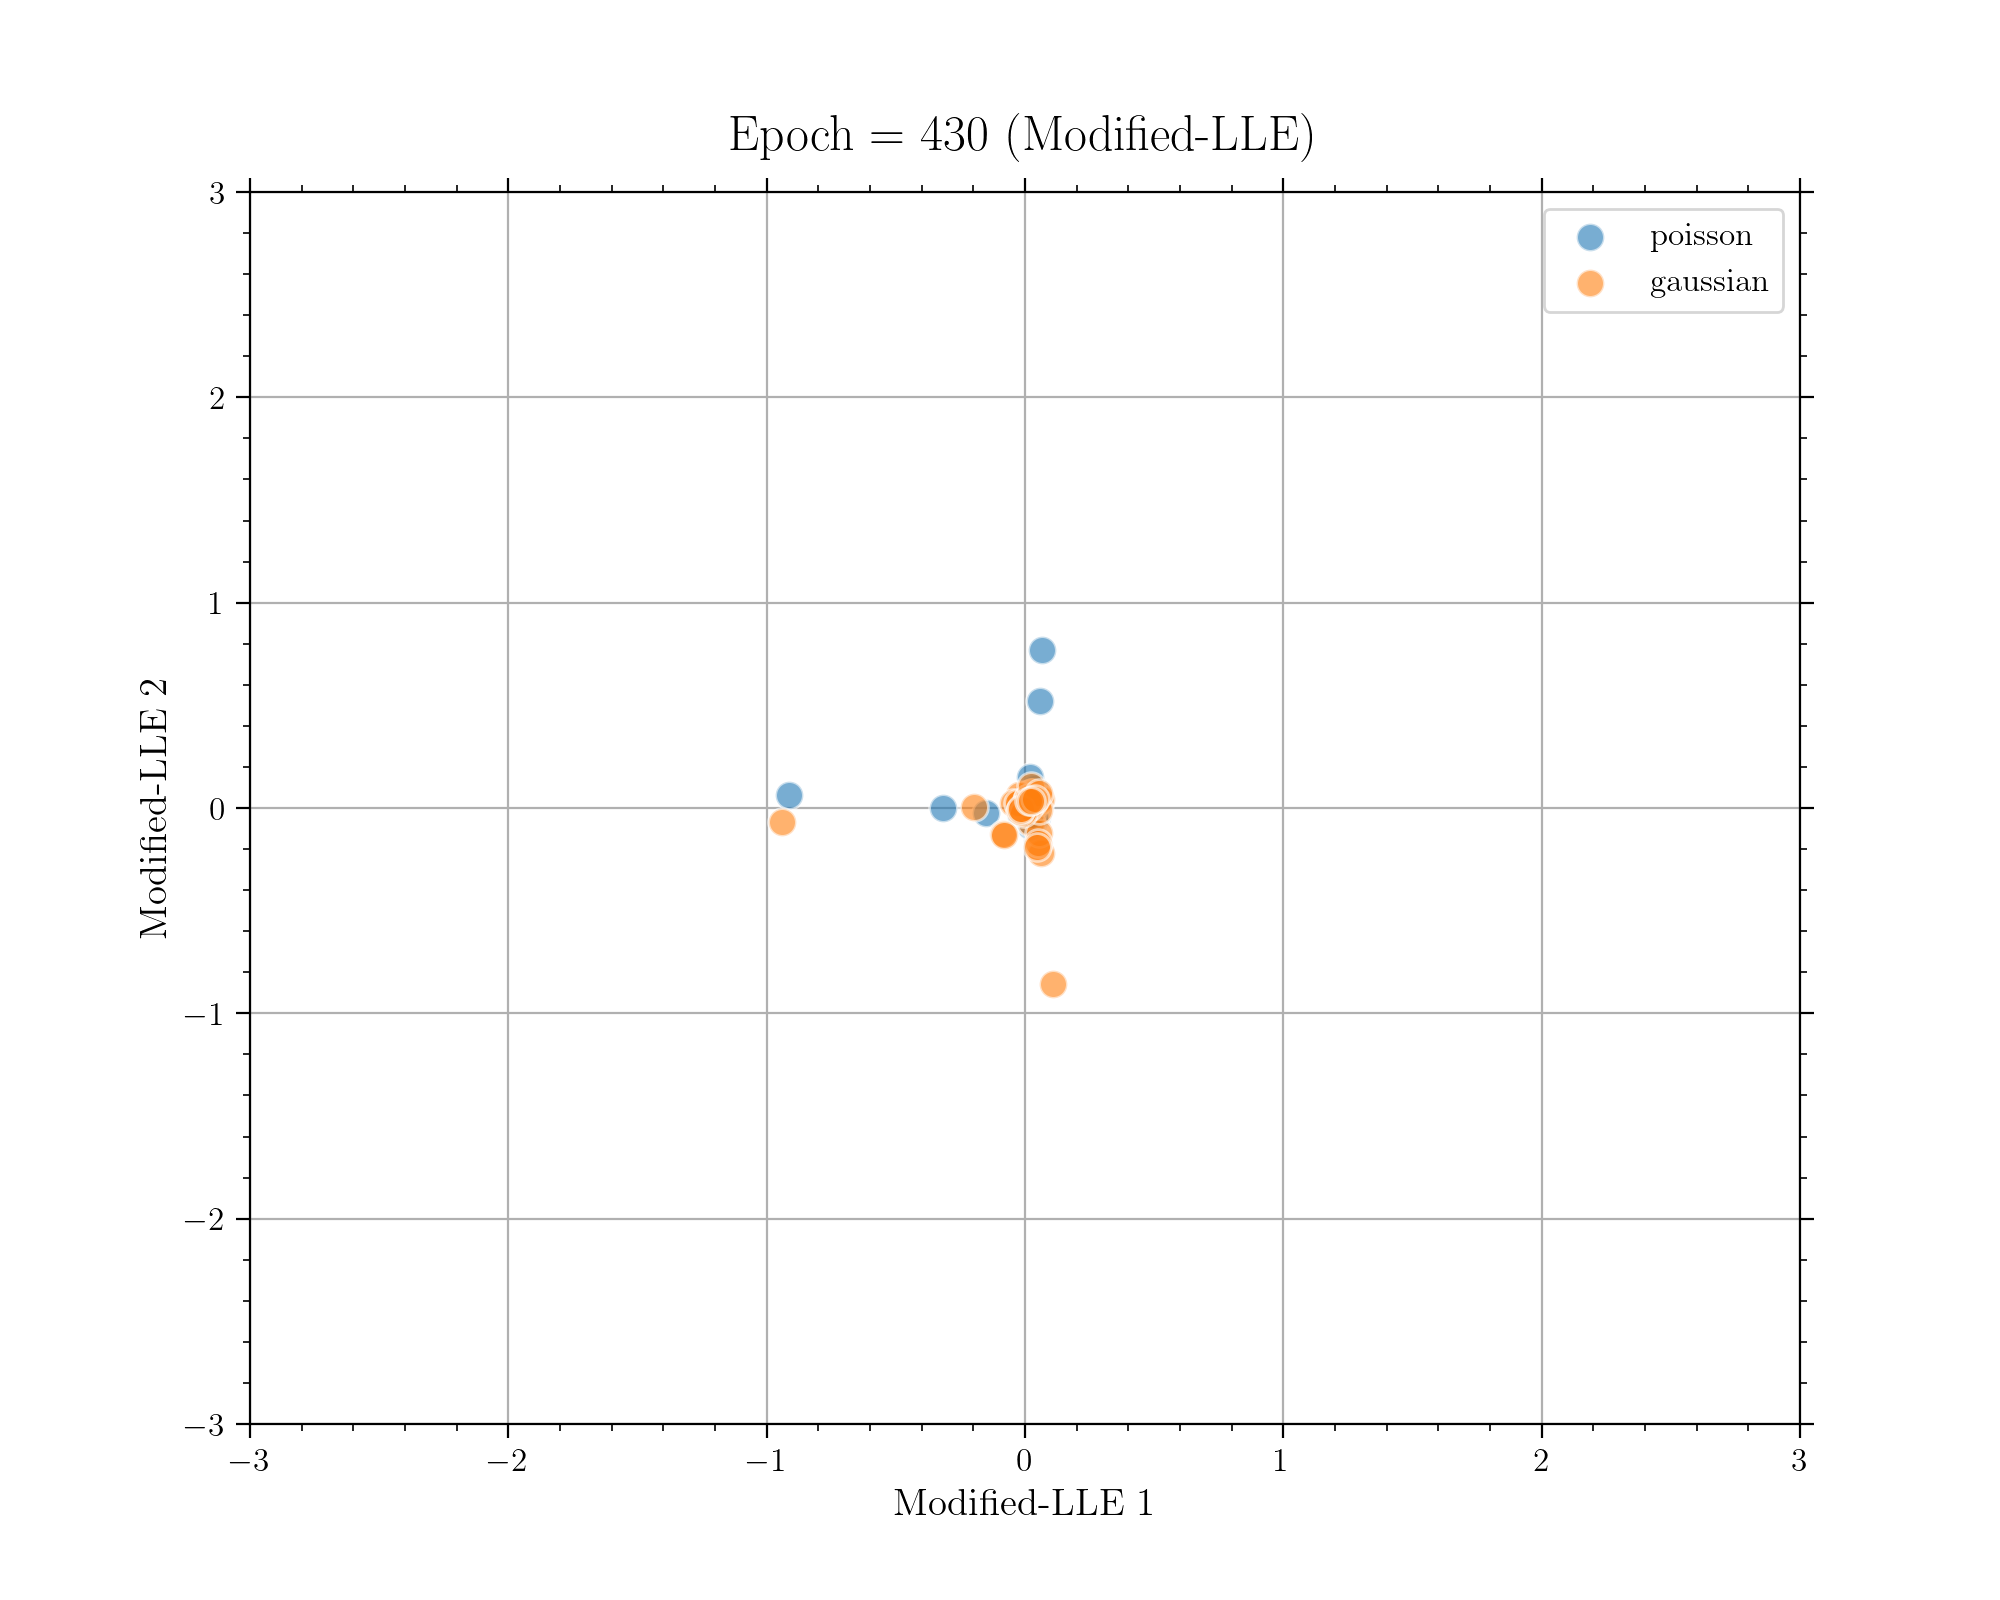 Epoch = 430 (Modified-LLE)
poisson
gaussian
3
2
1
0
−1
−2
−3
Modified-LLE 2
−3
−2
−1
0
1
2
3
Modified-LLE 1